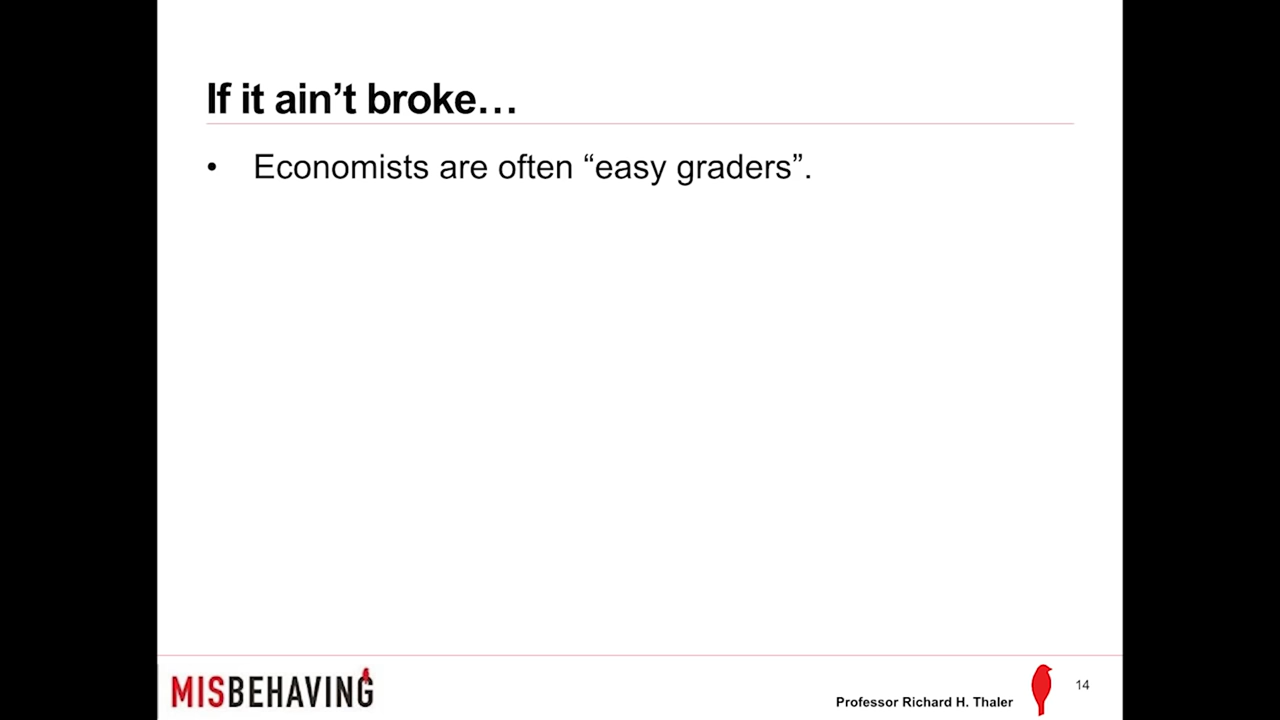 If it ain’t broke…
• Economists are often “easy graders”.
MISBEHAVING
Professor Richard H. Thaler
14